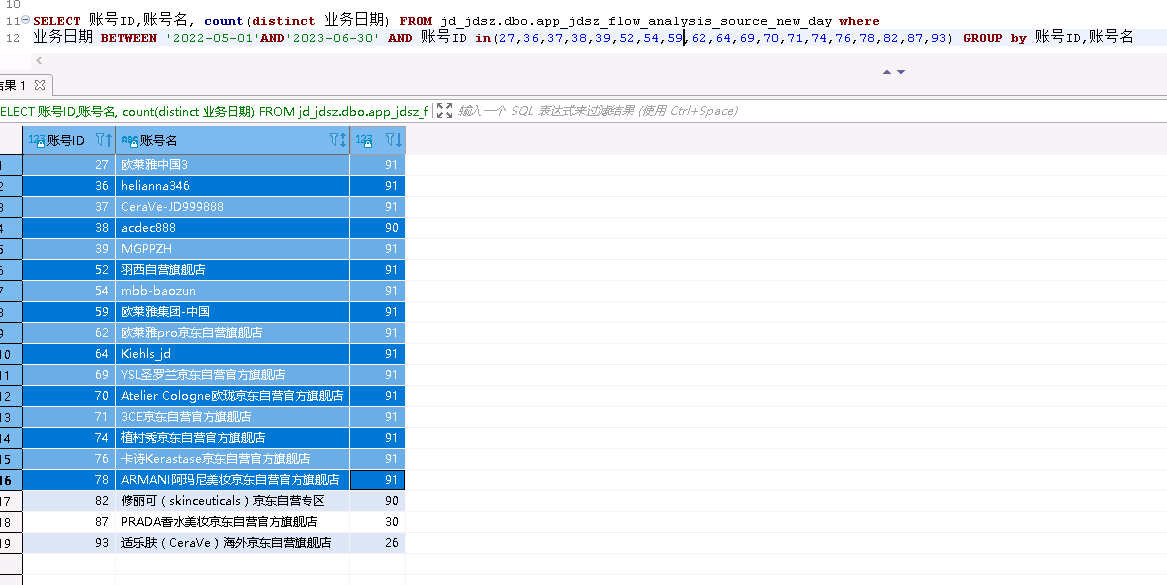 10
11 SELECT 账号ID,账号名, count(distinct 业务日期) FROM jd_jdsz.dbo.app_jdsz_flow_analysis_source_new_day where
12 业务日期 BETWEEN '2022-05-01'AND'2023-06-30' AND 账号ID in(27,36,37,38,39,52,54,59,62,64,69,70,71,74,76,78,82,87,93) GROUP by 账号ID,账号名
结果 1
ELECT 账号ID,账号名, count(distinct 业务日期) FROM jd_jdsz.dbo.app_jdsz_f 输入一个 SQL 表达式来过滤结果 (使用 Ctrl+Space)
123 账号ID ABC 账号名 123
1 27 欧莱雅中国3 91
2 36 helianna346 91
3 37 CeraVe-JD999888 91
4 38 acdec888 90
5 39 MGPPZH 91
6 52 羽西自营旗舰店 91
7 54 mbb-baozun 91
8 59 欧莱雅集团-中国 91
9 62 欧莱雅pro京东自营旗舰店 91
10 64 Kiehls_jd 91
11 69 YSL圣罗兰京东自营官方旗舰店 91
12 70 Atelier Cologne欧珑京东自营官方旗舰店 91
13 71 3CE京东自营官方旗舰店 91
14 74 植村秀京东自营官方旗舰店 91
15 76 卡诗Kerastase京东自营官方旗舰店 91
16 78 ARMANI阿玛尼美妆京东自营官方旗舰店 91
17 82 修丽可（skinceuticals）京东自营专区 90
18 87 PRADA香水美妆京东自营官方旗舰店 30
19 93 适乐肤（CeraVe）海外京东自营旗舰店 26